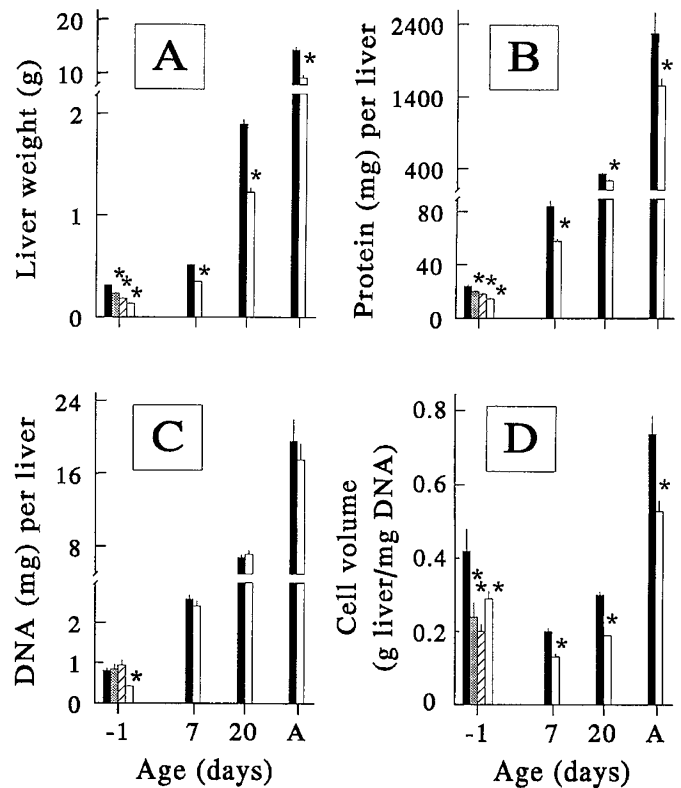 A
Liver weight (g)
20
10
2
1
0
* * *
*
*
*
B
Protein (mg) per liver
2400
1400
400
80
40
0
* * *
*
*
*
C
DNA (mg) per liver
24
16
8
2
1
0
*
-1 7 20 A
Age (days)
D
Cell volume
(g liver/mg DNA)
0.8
0.6
0.4
0.2
0
* * *
*
*
*
-1 7 20 A
Age (days)